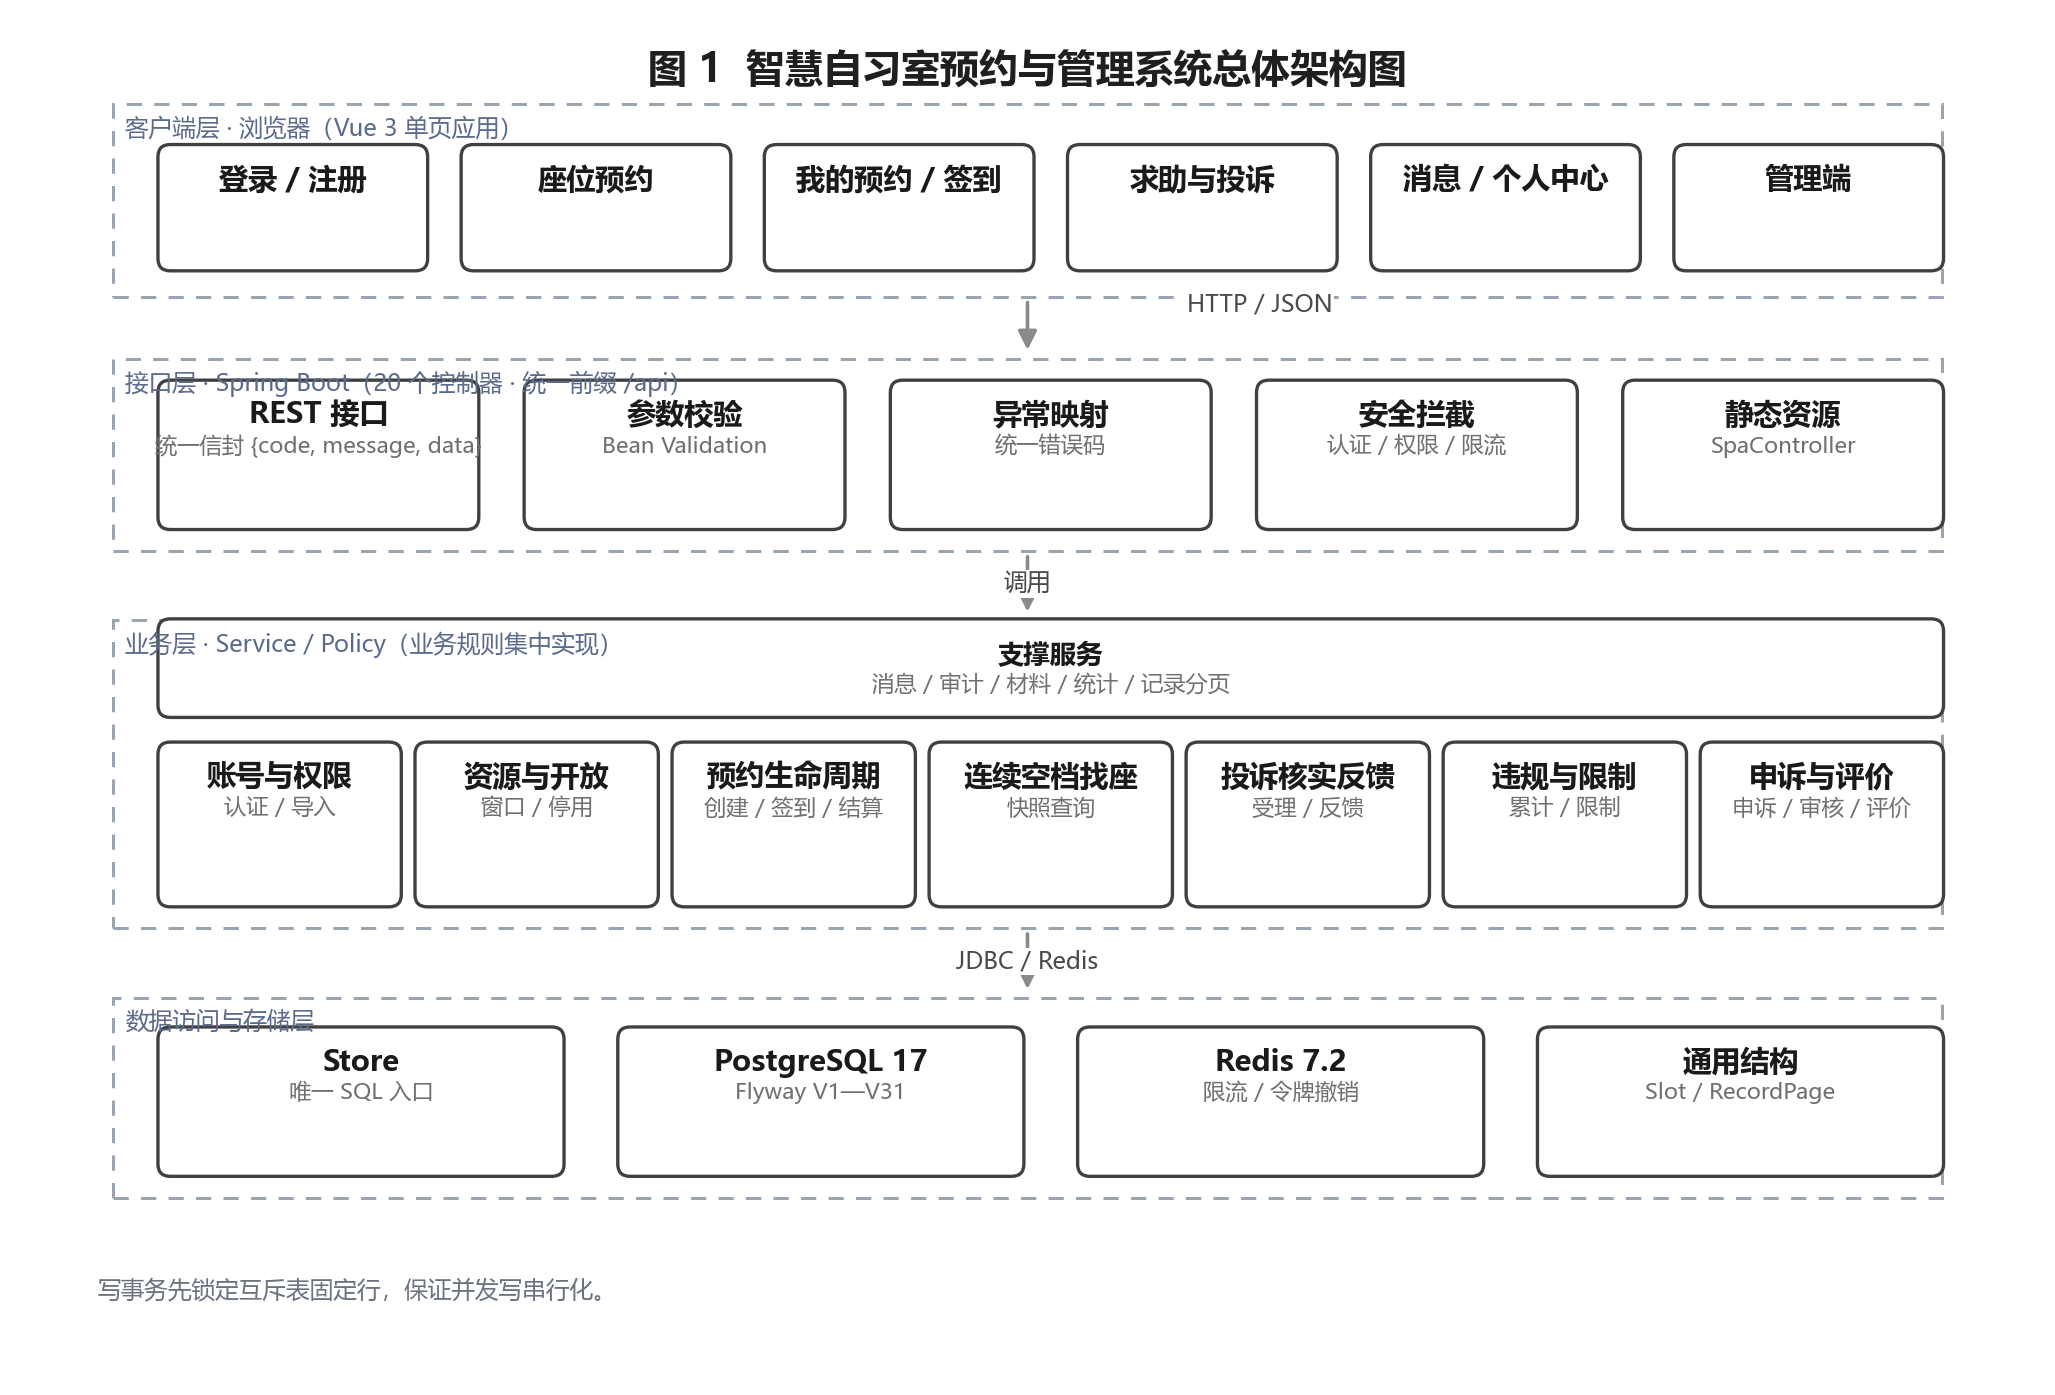 图 1 智慧自习室预约与管理系统总体架构图
客户端层 · 浏览器（Vue 3 单页应用）
登录 / 注册
座位预约
我的预约 / 签到
求助与投诉
消息 / 个人中心
管理端
HTTP / JSON
接口层 · Spring Boot（20 个控制器 · 统一前缀 /api）
REST 接口
统一信封 {code, message, data}
参数校验
Bean Validation
异常映射
统一错误码
安全拦截
认证 / 权限 / 限流
静态资源
SpaController
调用
业务层 · Service / Policy（业务规则集中实现）
支撑服务
消息 / 审计 / 材料 / 统计 / 记录分页
账号与权限
认证 / 导入
资源与开放
窗口 / 停用
预约生命周期
创建 / 签到 / 结算
连续空档找座
快照查询
投诉核实反馈
受理 / 反馈
违规与限制
累计 / 限制
申诉与评价
申诉 / 审核 / 评价
JDBC / Redis
数据访问与存储层
Store
唯一 SQL 入口
PostgreSQL 17
Flyway V1—V31
Redis 7.2
限流 / 令牌撤销
通用结构
Slot / RecordPage
写事务先锁定互斥表固定行，保证并发写串行化。